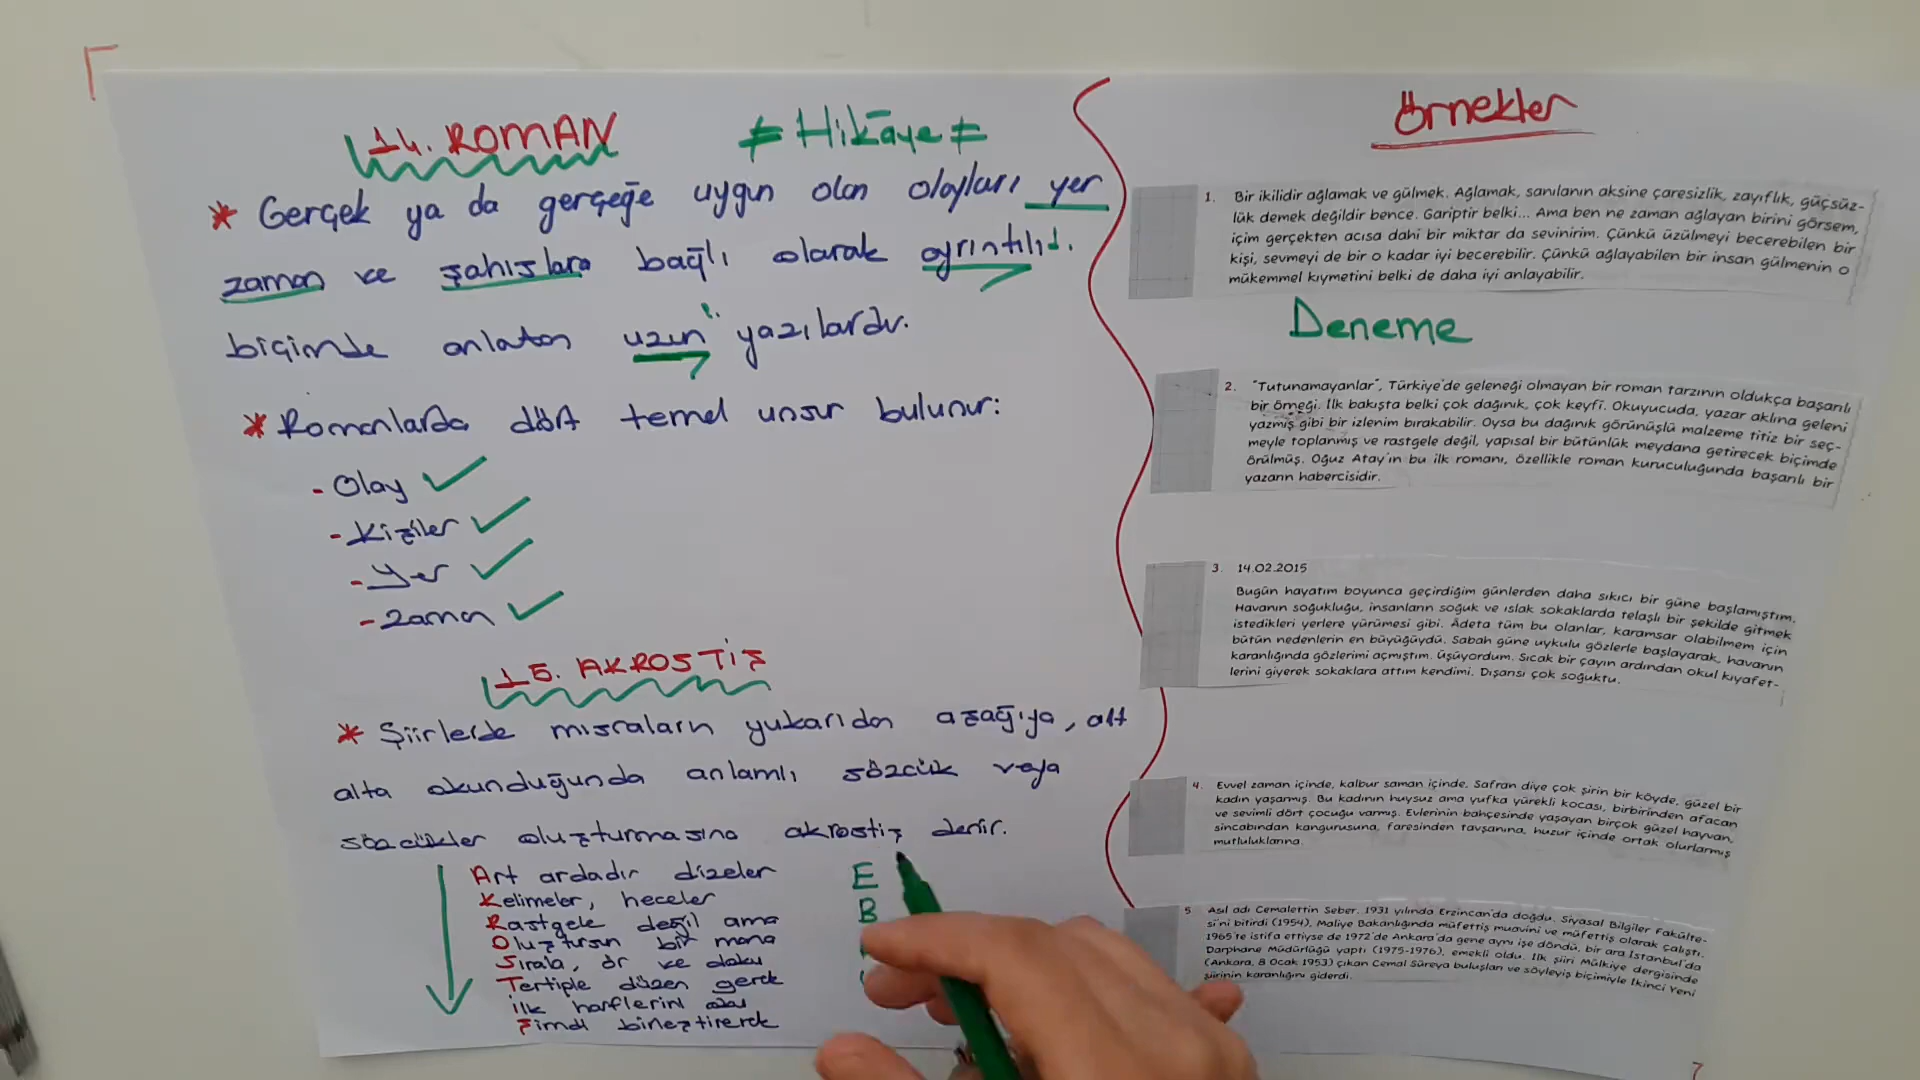 14. ROMAN
≠ Hikāye ≠
* Gerçek ya da gerçeğe uygun olan olayları yer
zaman ve şahıslara bağlı olarak ayrıntılıd.
biçimde anlatan uzun yazılardır.
* Romanlarda dört temel unsur bulunur:
- Olay ✓
- Kişiler ✓
- Yer ✓
- Zaman ✓
15. AKROSTİŞ
* Şiirlerde mısraların yukarıdan aşağıya, alt
alta okunduğunda anlamlı sözcük veya
sözcükler oluşturmasına akrostiş denir.
Art ardadır dizeler
Kelimeler, heceler
Rastgele değil ama
Oluştursun bir mana
Sırala, ör ve doku
Tertiple düzen gerek
İlk harflerini oku
Şimdi birleştirerek
E
B
Örnekler
1. Bir ikilidir ağlamak ve gülmek. Ağlamak, sanılanın aksine çaresizlik, zayıflık, güçsüz-
lük demek değildir bence. Gariptir belki... Ama ben ne zaman ağlayan birini görsem,
içim gerçekten acısa dahi bir miktar da sevinirim. Çünkü üzülmeyi becerebilen bir
kişi, sevmeyi de bir o kadar iyi becerebilir. Çünkü ağlayabilen bir insan gülmenin o
mükemmel kıymetini belki de daha iyi anlayabilir.
Deneme
2. "Tutunamayanlar", Türkiye'de geleneği olmayan bir roman tarzının oldukça başarılı
bir örneği. İlk bakışta belki çok dağınık, çok keyfî. Okuyucuda, yazar aklına geleni
yazmış gibi bir izlenim bırakabilir. Oysa bu dağınık görünüşlü malzeme titiz bir seç-
meyle toplanmış ve rastgele değil, yapısal bir bütünlük meydana getirecek biçimde
örülmüş. Oğuz Atay'ın bu ilk romanı, özellikle roman kuruculuğunda başarılı bir
yazarın habercisidir.
3. 14.02.2015
Bugün hayatım boyunca geçirdiğim günlerden daha sıkıcı bir güne başlamıştım.
Havanın soğukluğu, insanların soğuk ve ıslak sokaklarda telaşlı bir şekilde gitmek
istedikleri yerlere yürümesi gibi. Âdeta tüm bu olanlar, karamsar olabilmem için
bütün nedenlerin en büyüğüydü. Sabah güne uykulu gözlerle başlayarak, havanın
karanlığında gözlerimi açmıştım. Üşüyordum. Sıcak bir çayın ardından okul kıyafet-
lerini giyerek sokaklara attım kendimi. Dışarısı çok soğuktu.
4. Evvel zaman içinde, kalbur saman içinde, Safran diye çok şirin bir köyde, güzel bir
kadın yaşarmış. Bu kadının huysuz ama yufka yürekli kocası, birbirinden afacan
ve sevimli dört çocuğu varmış. Evlerinin bahçesinde yaşayan birçok güzel hayvan,
sincabından kangurusuna, faresinden tavşanına, huzur içinde ortak olurlarmış
mutluluklarına.
5 Asıl adı Cemalettin Seber. 1931 yılında Erzincan'da doğdu. Siyasal Bilgiler Fakülte-
si'ni bitirdi (1954). Maliye Bakanlığında müfettiş muavini ve müfettiş olarak çalıştı.
1965'te istifa ettiyse de 1972'de Ankara'da gene aynı işe döndü, bir ara İstanbul'da
Darphane Müdürlüğü yaptı (1975-1976), emekli oldu. İlk şiiri Mülkiye dergisinde
(Ankara, 8 Ocak 1953) çıkan Cemal Süreya buluşları ve söyleyiş biçimiyle İkinci Yeni
şiirinin karanlığını giderdi.
7